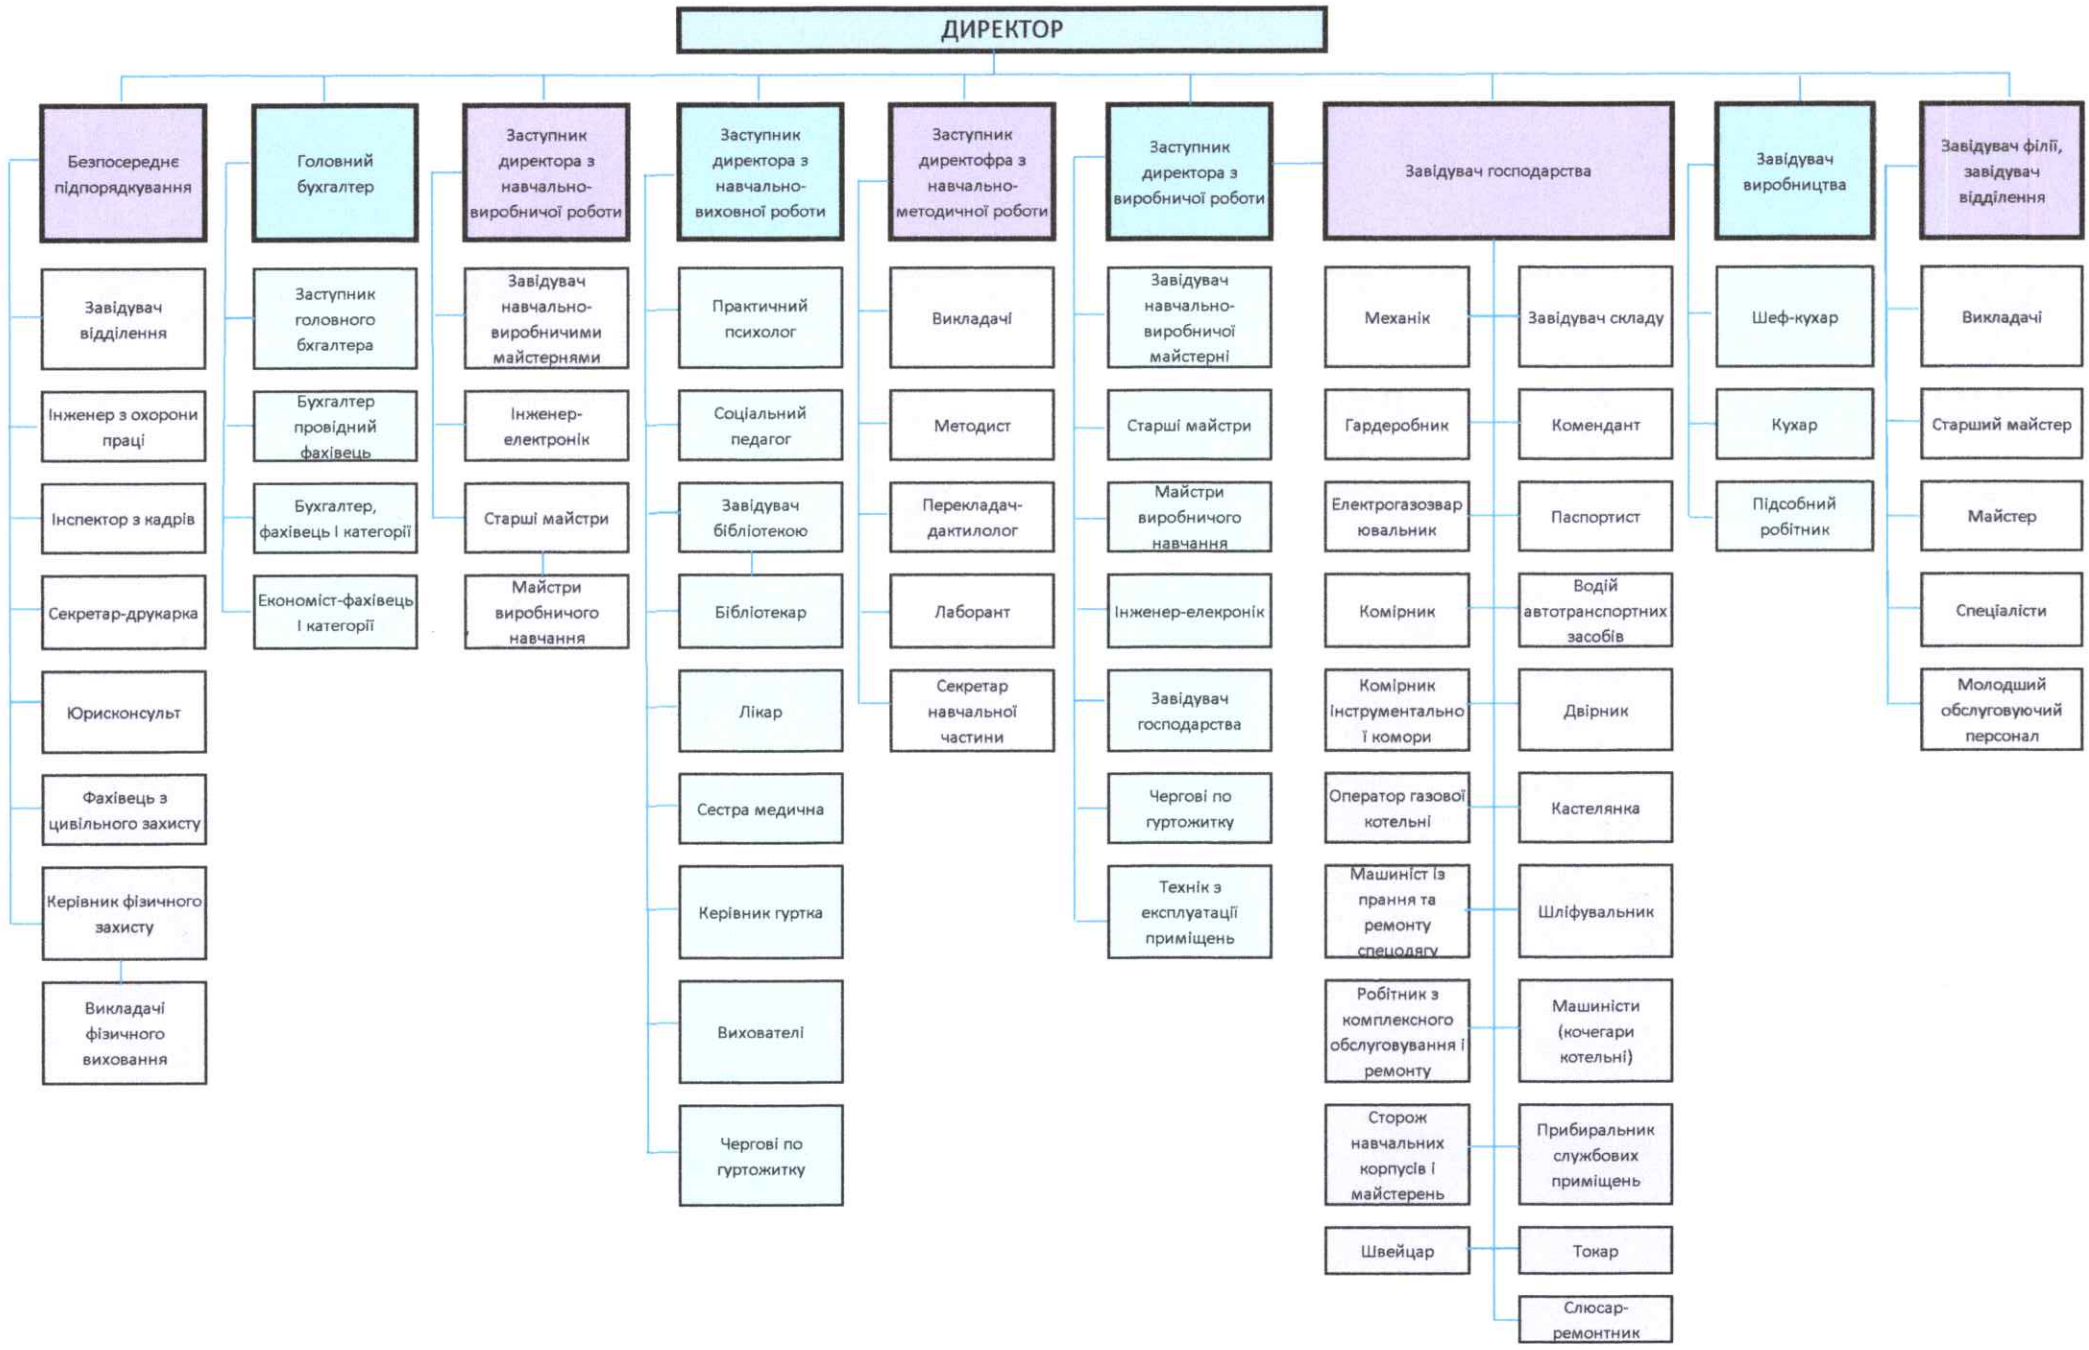 ДИРЕКТОР
Безпосереднє
підпорядкування
Завідувач
відділення
Інженер з охорони
праці
Інспектор з кадрів
Секретар-друкарка
Юрисконсульт
Фахівець з
цивільного захисту
Керівник фізичного
захисту
Викладачі
фізичного
виховання
Головний
бухгалтер
Заступник
головного
бхгалтера
Бухгалтер
провідний
фахівець
Бухгалтер,
фахівець І категорії
Економіст-фахівець
І категорії
Заступник
директора з
навчально-
виробничої роботи
Завідувач
навчально-
виробничими
майстернями
Інженер-
електронік
Старші майстри
Майстри
виробничого
навчання
Заступник
директора з
навчально-
виховної роботи
Практичний
психолог
Соціальний
педагог
Завідувач
бібліотекою
Бібліотекар
Лікар
Сестра медична
Керівник гуртка
Вихователі
Чергові по
гуртожитку
Заступник
директофра з
навчально-
методичної роботи
Викладачі
Методист
Перекладач-
дактилолог
Лаборант
Секретар
навчальної
частини
Заступник
директора з
виробничої роботи
Завідувач
навчально-
виробничої
майстерні
Старші майстри
Майстри
виробничого
навчання
Інженер-елекронік
Завідувач
господарства
Чергові по
гуртожитку
Технік з
експлуатації
приміщень
Завідувач господарства
Механік
Завідувач складу
Гардеробник
Комендант
Електрогазозвар
ювальник
Паспортист
Комірник
Водій
автотранспортних
засобів
Комірник
інструментально
ї комори
Двірник
Оператор газової
котельні
Кастелянка
Машиніст із
прання та
ремонту
спецодягу
Шліфувальник
Робітник з
комплексного
обслуговування і
ремонту
Машиністи
(кочегари
котельні)
Сторож
навчальних
корпусів і
майстерень
Прибиральник
службових
приміщень
Швейцар
Токар
Слюсар-
ремонтник
Завідувач
виробництва
Шеф-кухар
Кухар
Підсобний
робітник
Завідувач філії,
завідувач
відділення
Викладачі
Старший майстер
Майстер
Спеціалісти
Молодший
обслуговуючий
персонал